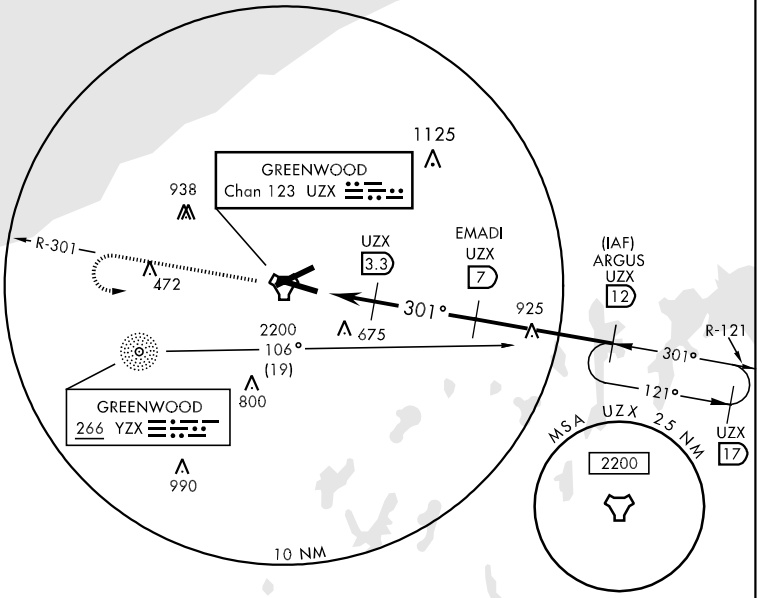 1125
GREENWOOD
Chan 123 UZX
938
R-301
472
UZX
3.3
EMADI
UZX
7
(IAF)
ARGUS
UZX
12
301°
925
675
R-121
301°
121°
UZX
17
2200
106°
(19)
800
GREENWOOD
266 YZX
990
10 NM
MSA UZX 25 NM
2200